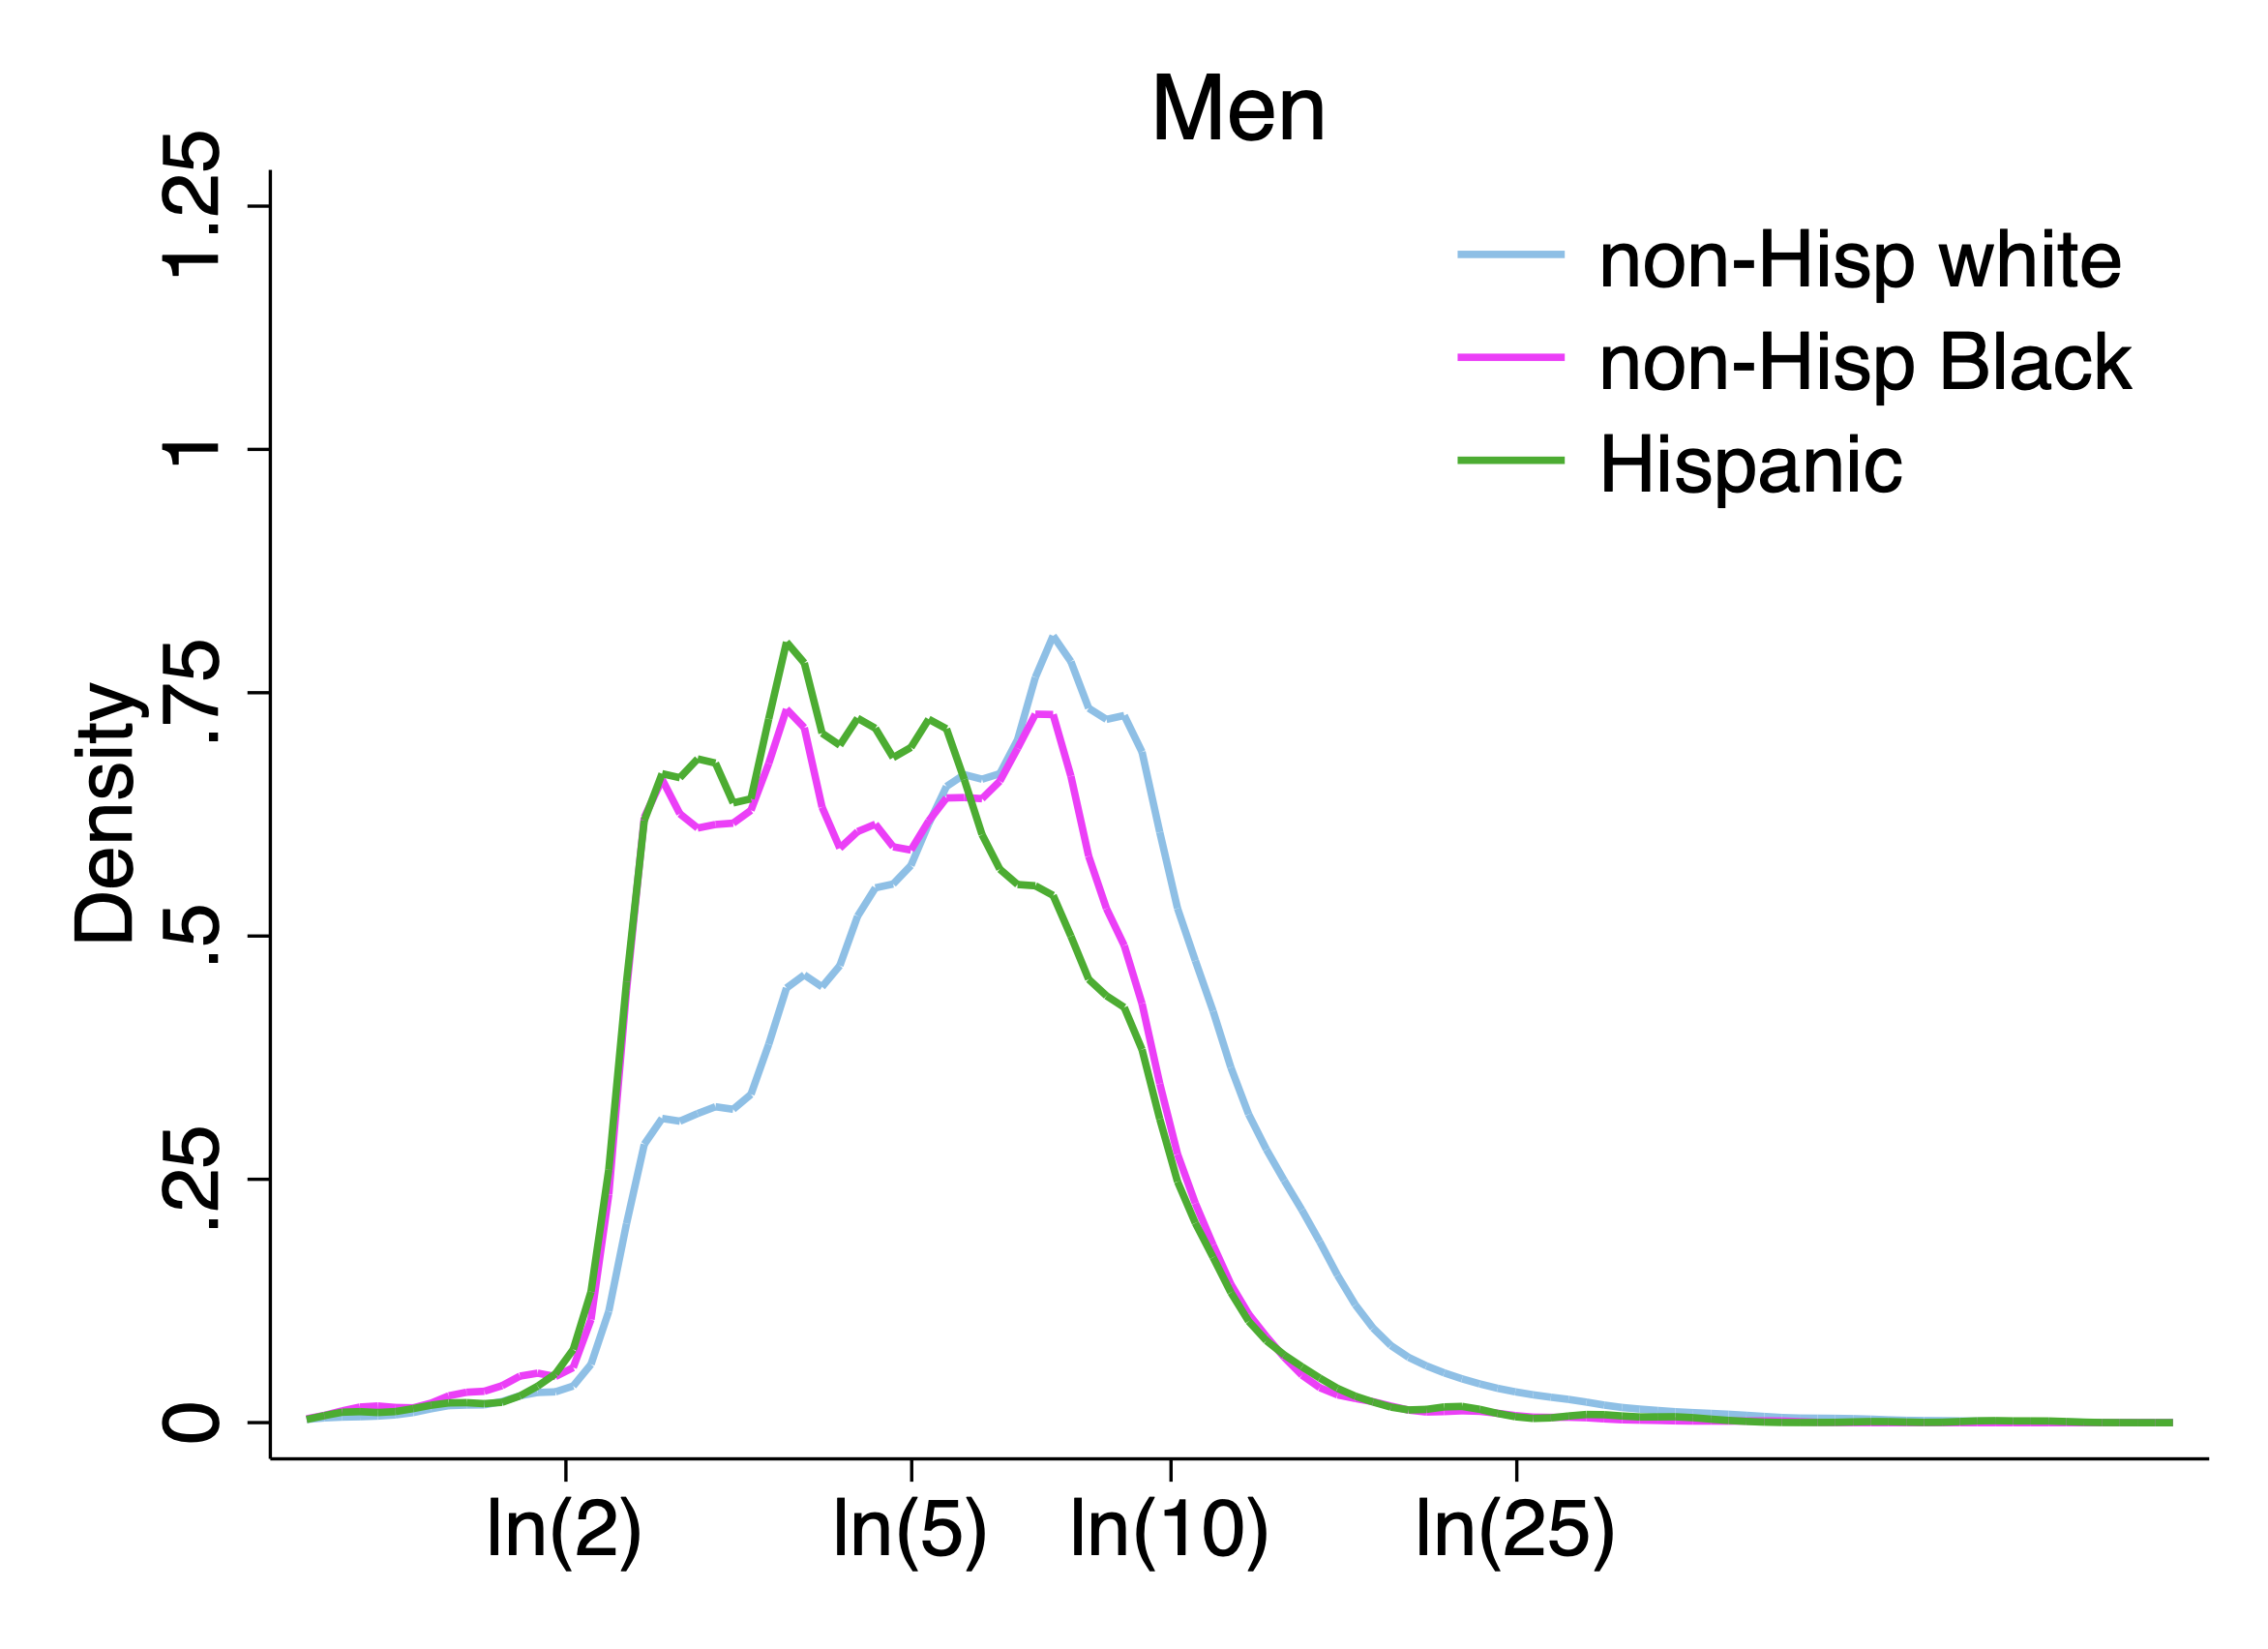 Men
non-Hisp white
non-Hisp Black
Hispanic
Density
1.25
1
.75
.5
.25
0
ln(2)
ln(5)
ln(10)
ln(25)